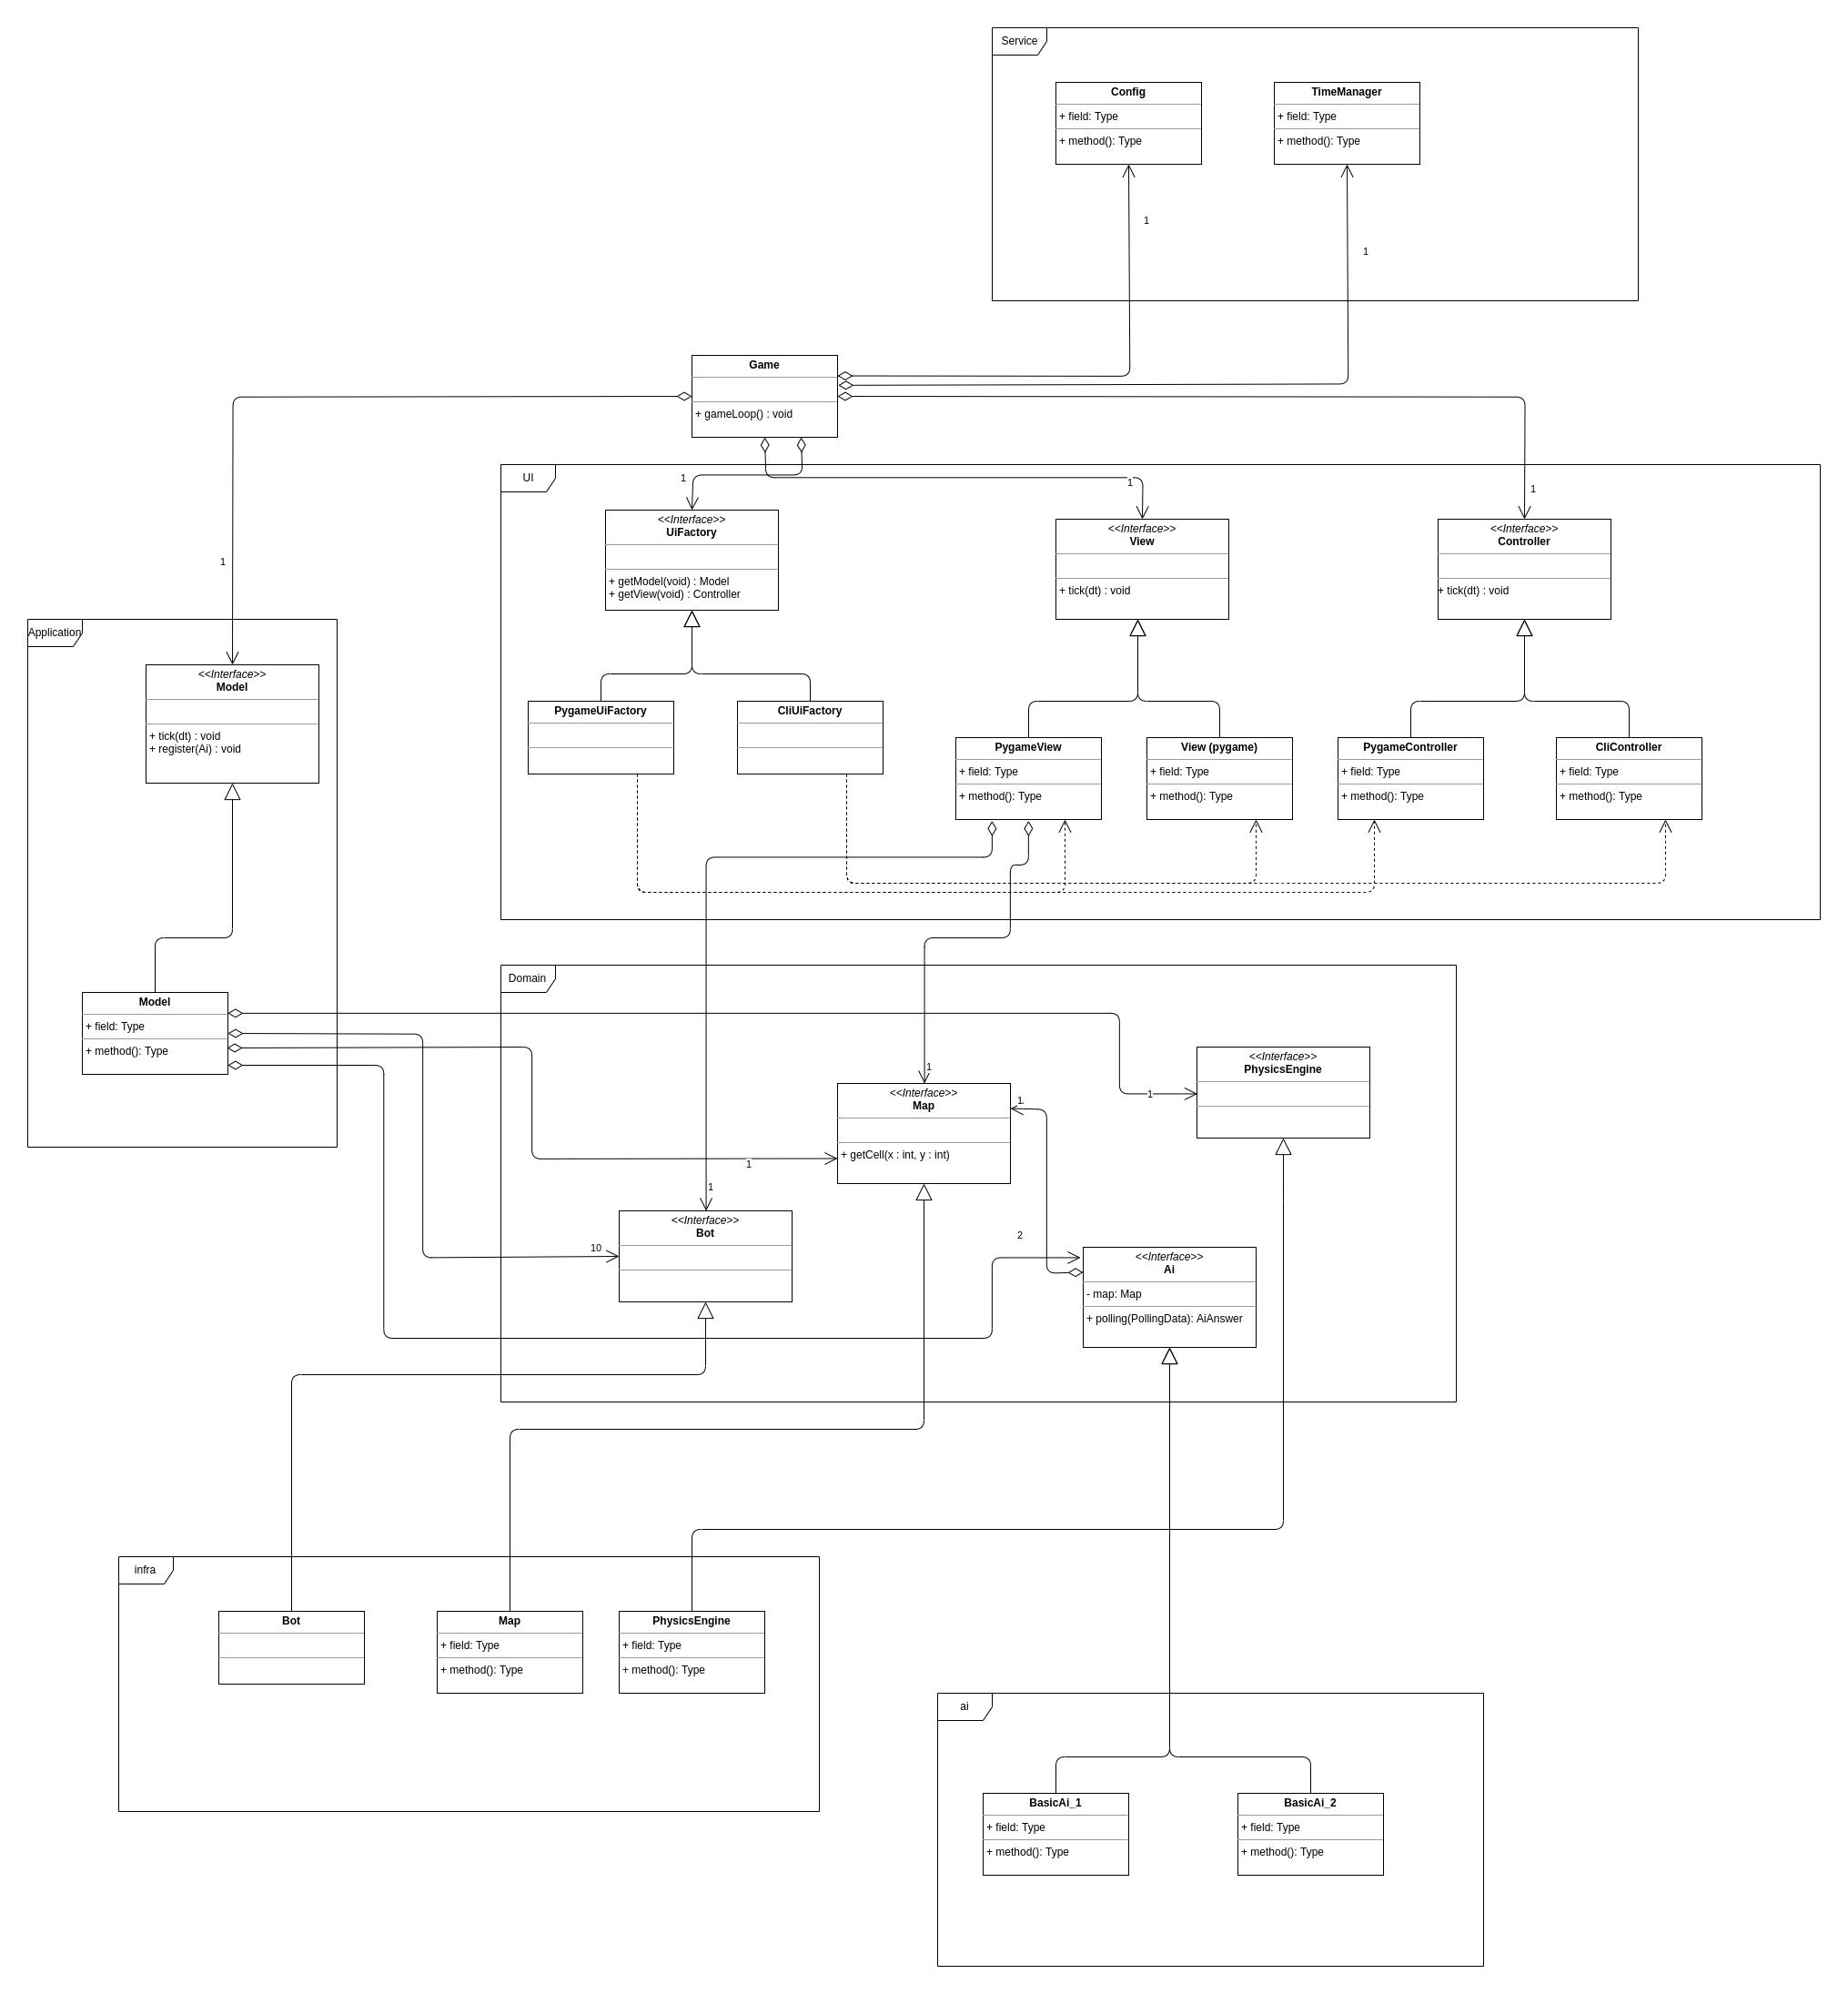 Service
Config
+ field: Type
+ method(): Type
TimeManager
+ field: Type
+ method(): Type
1
1
Game
+ gameLoop() : void
UI
1
1
1
<<Interface>>
UiFactory
+ getModel(void) : Model
+ getView(void) : Controller
<<Interface>>
View
+ tick(dt) : void
<<Interface>>
Controller
+ tick(dt) : void
1
Application
<<Interface>>
Model
+ tick(dt) : void
+ register(Ai) : void
PygameUiFactory
CliUiFactory
PygameView
+ field: Type
+ method(): Type
View (pygame)
+ field: Type
+ method(): Type
PygameController
+ field: Type
+ method(): Type
CliController
+ field: Type
+ method(): Type
Domain
Model
+ field: Type
+ method(): Type
<<Interface>>
PhysicsEngine
1
1
<<Interface>>
Map
+ getCell(x : int, y : int)
1
1
1
<<Interface>>
Bot
10
2
<<Interface>>
Ai
- map: Map
+ polling(PollingData): AiAnswer
infra
Bot
Map
+ field: Type
+ method(): Type
PhysicsEngine
+ field: Type
+ method(): Type
ai
BasicAi_1
+ field: Type
+ method(): Type
BasicAi_2
+ field: Type
+ method(): Type